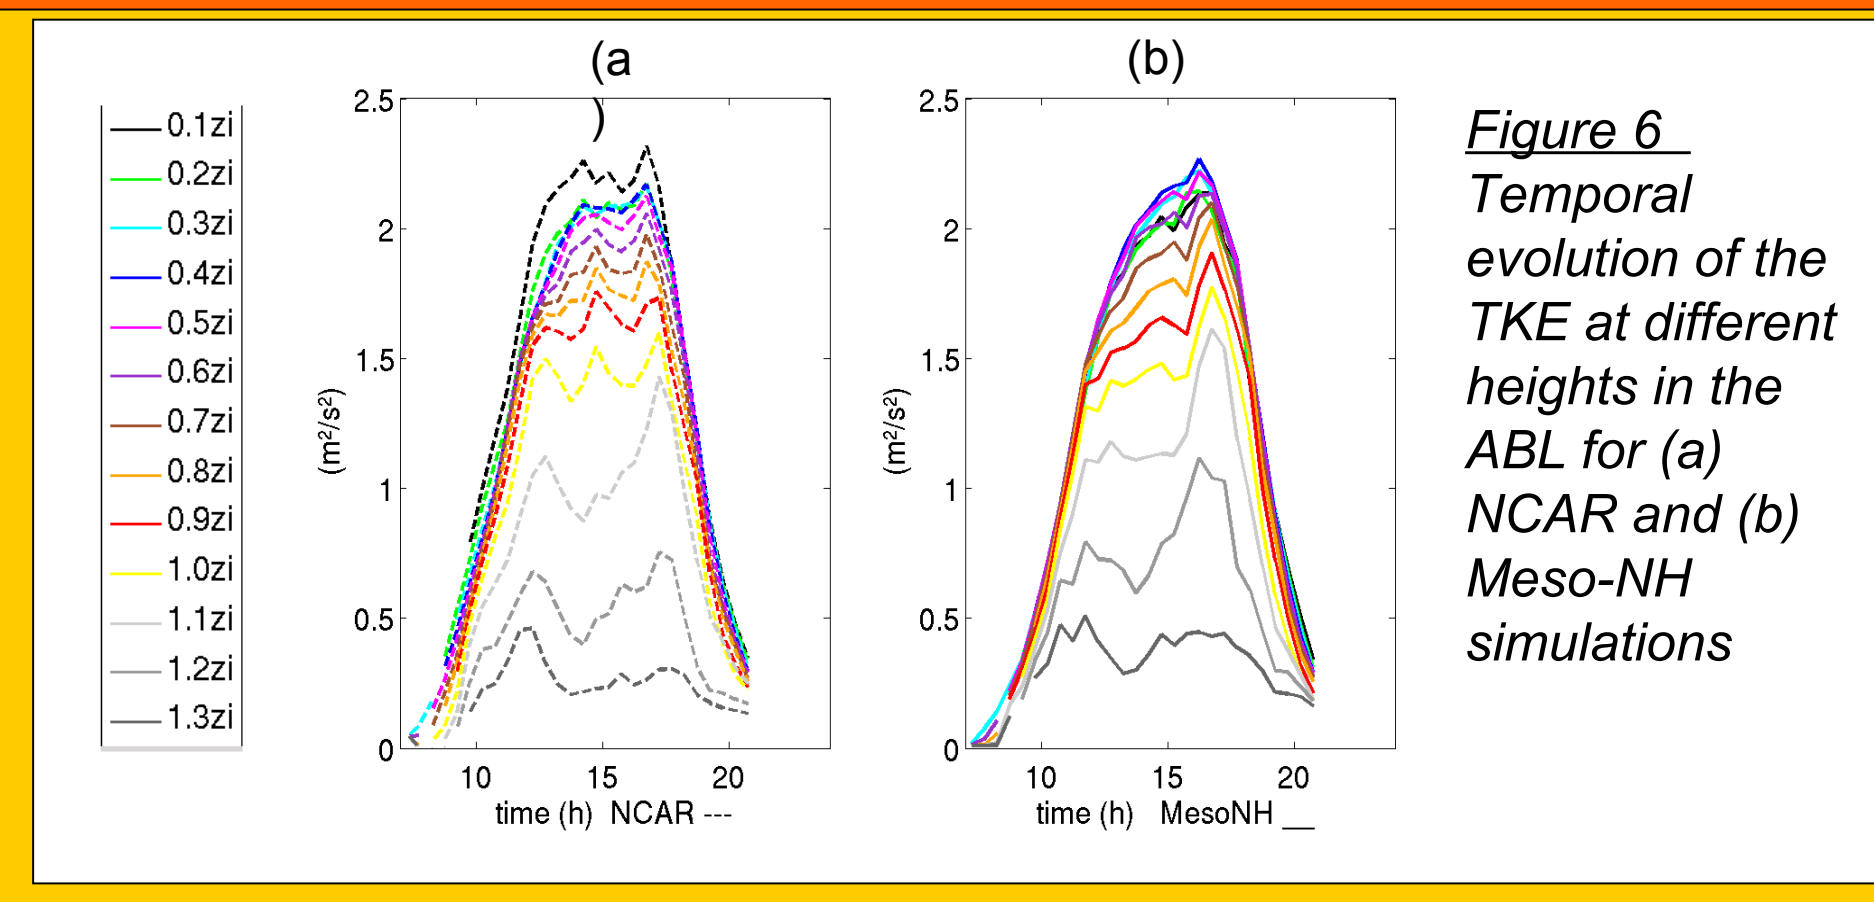 0.1zi
0.2zi
0.3zi
0.4zi
0.5zi
0.6zi
0.7zi
0.8zi
0.9zi
1.0zi
1.1zi
1.2zi
1.3zi
(a
)
2.5
2
1.5
1
0.5
0
(m²/s²)
10 15 20
time (h) NCAR ---
(b)
2.5
2
1.5
1
0.5
0
(m²/s²)
10 15 20
time (h) MesoNH __
Figure 6
Temporal
evolution of the
TKE at different
heights in the
ABL for (a)
NCAR and (b)
Meso-NH
simulations